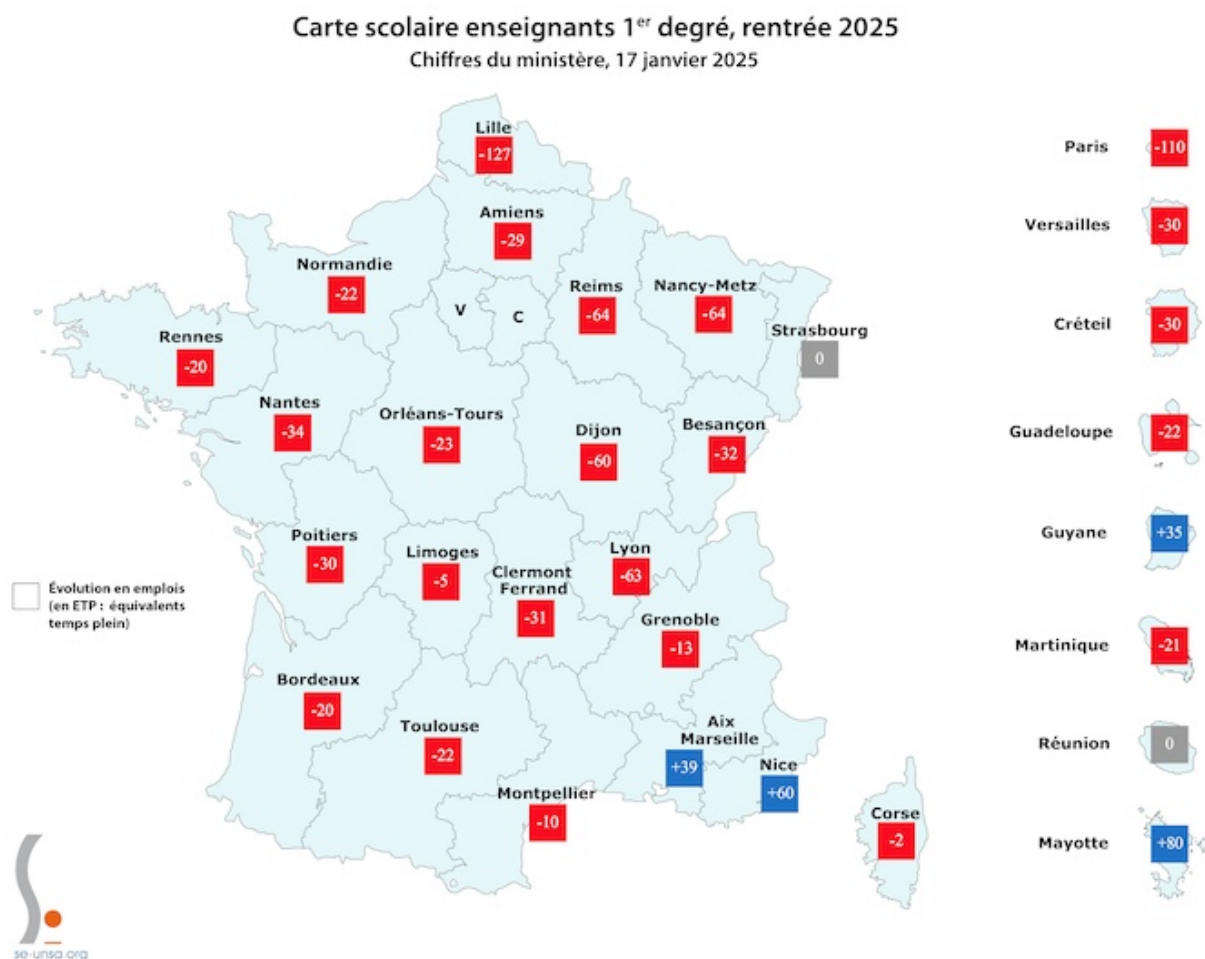 Carte scolaire enseignants 1er degré, rentrée 2025
Chiffres du ministère, 17 janvier 2025
Lille
-127
Amiens
-29
Normandie
-22
V
C
Reims
-64
Nancy-Metz
-64
Strasbourg
0
Rennes
-20
Nantes
-34
Orléans-Tours
-23
Dijon
-60
Besançon
-32
Poitiers
-30
Limoges
-5
Clermont
Ferrand
-31
Lyon
-63
Grenoble
-13
Bordeaux
-20
Toulouse
-22
Montpellier
-10
Aix
Marseille
+39
Nice
+60
Corse
-2
Évolution en emplois
(en ETP : équivalents
temps plein)
Paris
-110
Versailles
-30
Créteil
-30
Guadeloupe
-22
Guyane
+35
Martinique
-21
Réunion
0
Mayotte
+80
se-unsa.org